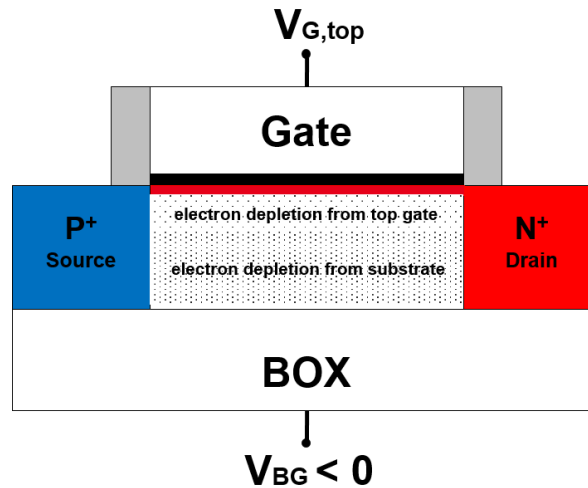 VG,top
Gate
electron depletion from top gate
P+
Source
N+
Drain
electron depletion from substrate
BOX
VBG < 0